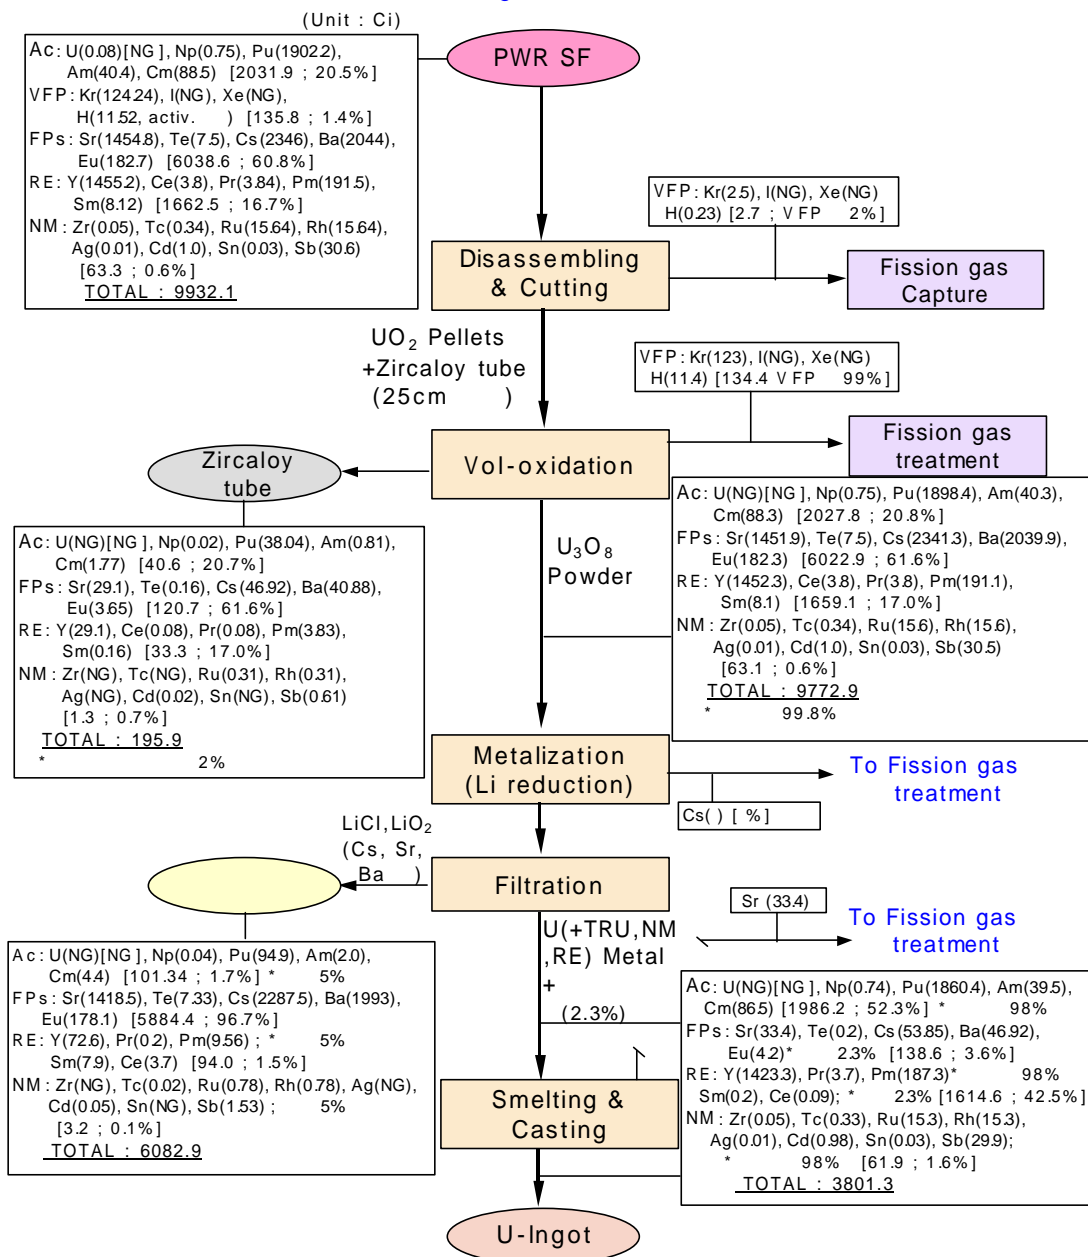 (Unit : Ci)
PWR SF
Ac: U(0.08)[NG], Np(0.75), Pu(1902.2),
Am(40.4), Cm(88.5) [2031.9 ; 20.5%]
VFP: Kr(124.24), I(NG), Xe(NG),
H(11.52, activ. ) [135.8 ; 1.4%]
FPs: Sr(1454.8), Te(7.5), Cs(2346), Ba(2044),
Eu(182.7) [6038.6 ; 60.8%]
RE: Y(1455.2), Ce(3.8), Pr(3.84), Pm(191.5),
Sm(8.12) [1662.5 ; 16.7%]
NM: Zr(0.05), Tc(0.34), Ru(15.64), Rh(15.64),
Ag(0.01), Cd(1.0), Sn(0.03), Sb(30.6)
[63.3 ; 0.6%]
TOTAL : 9932.1
VFP: Kr(2.5), I(NG), Xe(NG)
H(0.23) [2.7 ; VFP 2%]
Disassembling
& Cutting
Fission gas
Capture
UO₂ Pellets
+Zircaloy tube
(25cm )
VFP: Kr(123), I(NG), Xe(NG)
H(11.4) [134.4 VFP 99%]
Zircaloy
tube
Vol-oxidation
Fission gas
treatment
Ac: U(NG)[NG], Np(0.75), Pu(1898.4), Am(40.3),
Cm(88.3) [2027.8 ; 20.8%]
FPs: Sr(1451.9), Te(7.5), Cs(2341.3), Ba(2039.9),
Eu(182.3) [6022.9 ; 61.6%]
RE: Y(1452.3), Ce(3.8), Pr(3.8), Pm(191.1),
Sm(8.1) [1659.1 ; 17.0%]
NM: Zr(0.05), Tc(0.34), Ru(15.6), Rh(15.6),
Ag(0.01), Cd(1.0), Sn(0.03), Sb(30.5)
[63.1 ; 0.6%]
TOTAL : 9772.9
* 99.8%
U₃O₈
Powder
Ac: U(NG)[NG], Np(0.02), Pu(38.04), Am(0.81),
Cm(1.77) [40.6 ; 20.7%]
FPs: Sr(29.1), Te(0.16), Cs(46.92), Ba(40.88),
Eu(3.65) [120.7 ; 61.6%]
RE: Y(29.1), Ce(0.08), Pr(0.08), Pm(3.83),
Sm(0.16) [33.3 ; 17.0%]
NM: Zr(NG), Tc(NG), Ru(0.31), Rh(0.31),
Ag(NG), Cd(0.02), Sn(NG), Sb(0.61)
[1.3 ; 0.7%]
TOTAL : 195.9
* 2%
Metalization
(Li reduction)
To Fission gas
treatment
Cs( ) [ %]
LiCl,LiO₂
(Cs, Sr,
Ba )
Filtration
Sr (33.4)
To Fission gas
treatment
U(+TRU,NM
,RE) Metal
+
(2.3%)
Ac: U(NG)[NG], Np(0.04), Pu(94.9), Am(2.0),
Cm(4.4) [101.34 ; 1.7%] * 5%
FPs: Sr(1418.5), Te(7.33), Cs(2287.5), Ba(1993),
Eu(178.1) [5884.4 ; 96.7%]
RE: Y(72.6), Pr(0.2), Pm(9.56) ; * 5%
Sm(7.9), Ce(3.7) [94.0 ; 1.5%]
NM: Zr(NG), Tc(0.02), Ru(0.78), Rh(0.78), Ag(NG),
Cd(0.05), Sn(NG), Sb(1.53) ; 5%
[3.2 ; 0.1%]
TOTAL : 6082.9
Ac: U(NG)[NG], Np(0.74), Pu(1860.4), Am(39.5),
Cm(86.5) [1986.2 ; 52.3%] * 98%
FPs: Sr(33.4), Te(0.2), Cs(53.85), Ba(46.92),
Eu(4.2)* 2.3% [138.6 ; 3.6%]
RE: Y(1423.3), Pr(3.7), Pm(187.3)* 98%
Sm(0.2), Ce(0.09); * 2.3% [1614.6 ; 42.5%]
NM: Zr(0.05), Tc(0.33), Ru(15.3), Rh(15.3),
Ag(0.01), Cd(0.98), Sn(0.03), Sb(29.9);
* 98% [61.9 ; 1.6%]
TOTAL : 3801.3
Smelting &
Casting
U-Ingot